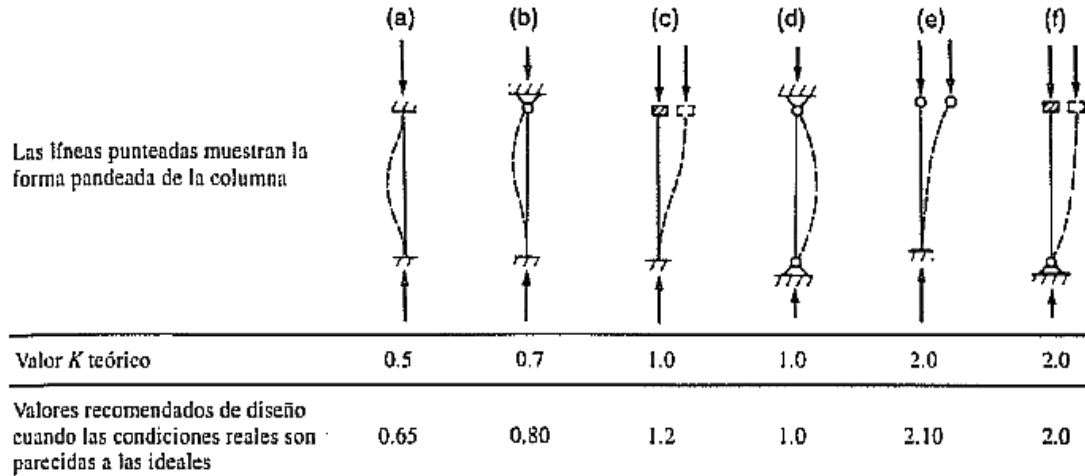 (a) (b) (c) (d) (e) (f)
Las líneas punteadas muestran la
forma pandeada de la columna
Valor K teórico 0.5 0.7 1.0 1.0 2.0 2.0
Valores recomendados de diseño
cuando las condiciones reales son 0.65 0.80 1.2 1.0 2.10 2.0
parecidas a las ideales